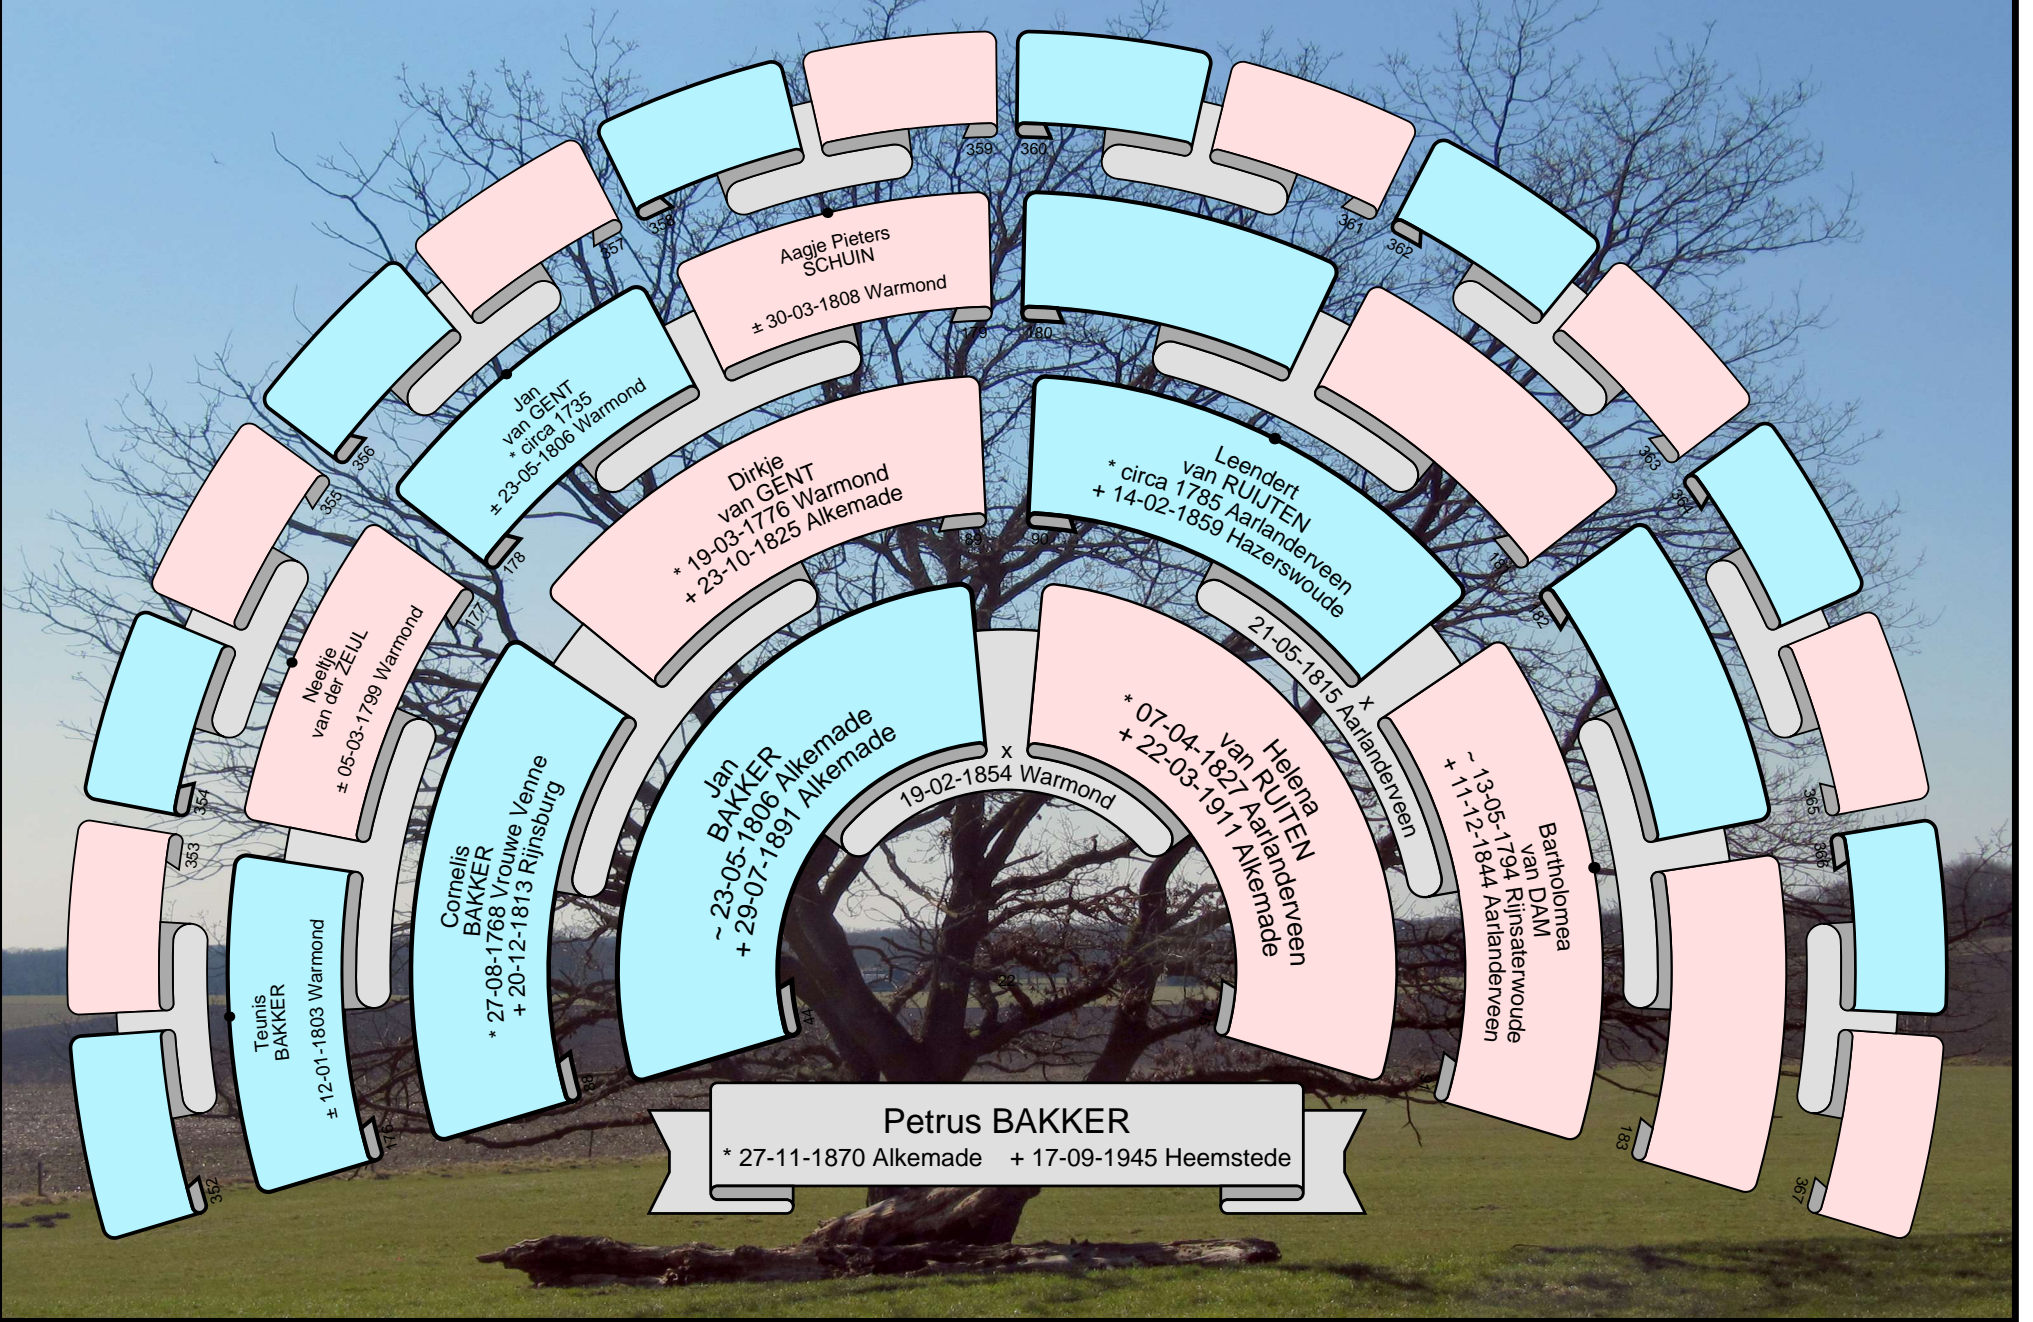 359
360
358
361
357
362
Aagje Pieters
SCHUIN
± 30-03-1808 Warmond
179
180
356
363
Jan
van GENT
* circa 1735
± 23-05-1806 Warmond
178
355
364
Dirkje
van GENT
* 19-03-1776 Warmond
+ 23-10-1825 Alkemade
89
90
Leendert
van RUIJTEN
* circa 1785 Aarlanderveen
+ 14-02-1859 Hazerswoude
182
177
Neeltje
van der ZEIJL
± 05-03-1799 Warmond
x
21-05-1815 Aarlanderveen
354
365
353
366
Jan
BAKKER
~ 23-05-1806 Alkemade
+ 29-07-1891 Alkemade
x
19-02-1854 Warmond
Helena
van RUITEN
* 07-04-1827 Aarlanderveen
+ 22-03-1911 Alkemade
Cornelis
BAKKER
* 27-08-1768 Vrouwe Venne
+ 20-12-1813 Rijnsburg
Bartholomea
van DAM
~ 13-05-1794 Rijnsaterwoude
+ 11-12-1844 Aarlanderveen
Teunis
BAKKER
± 12-01-1803 Warmond
22
44
88
176
183
352
367
Petrus BAKKER
* 27-11-1870 Alkemade + 17-09-1945 Heemstede